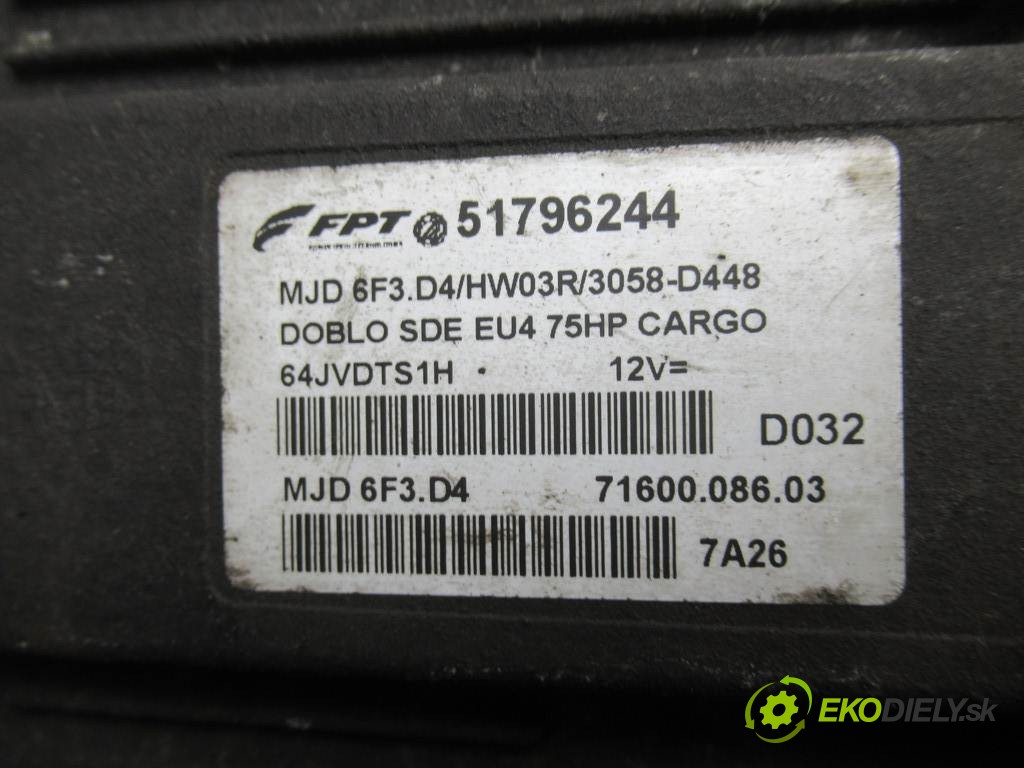 FPT 51796244
MJD 6F3.D4/HW03R/3058-D448
DOBLO SDE EU4 75HP CARGO
64JVDTS1H 12V=
D032
MJD 6F3.D4 71600.086.03
7A26
EKODIELY.sk